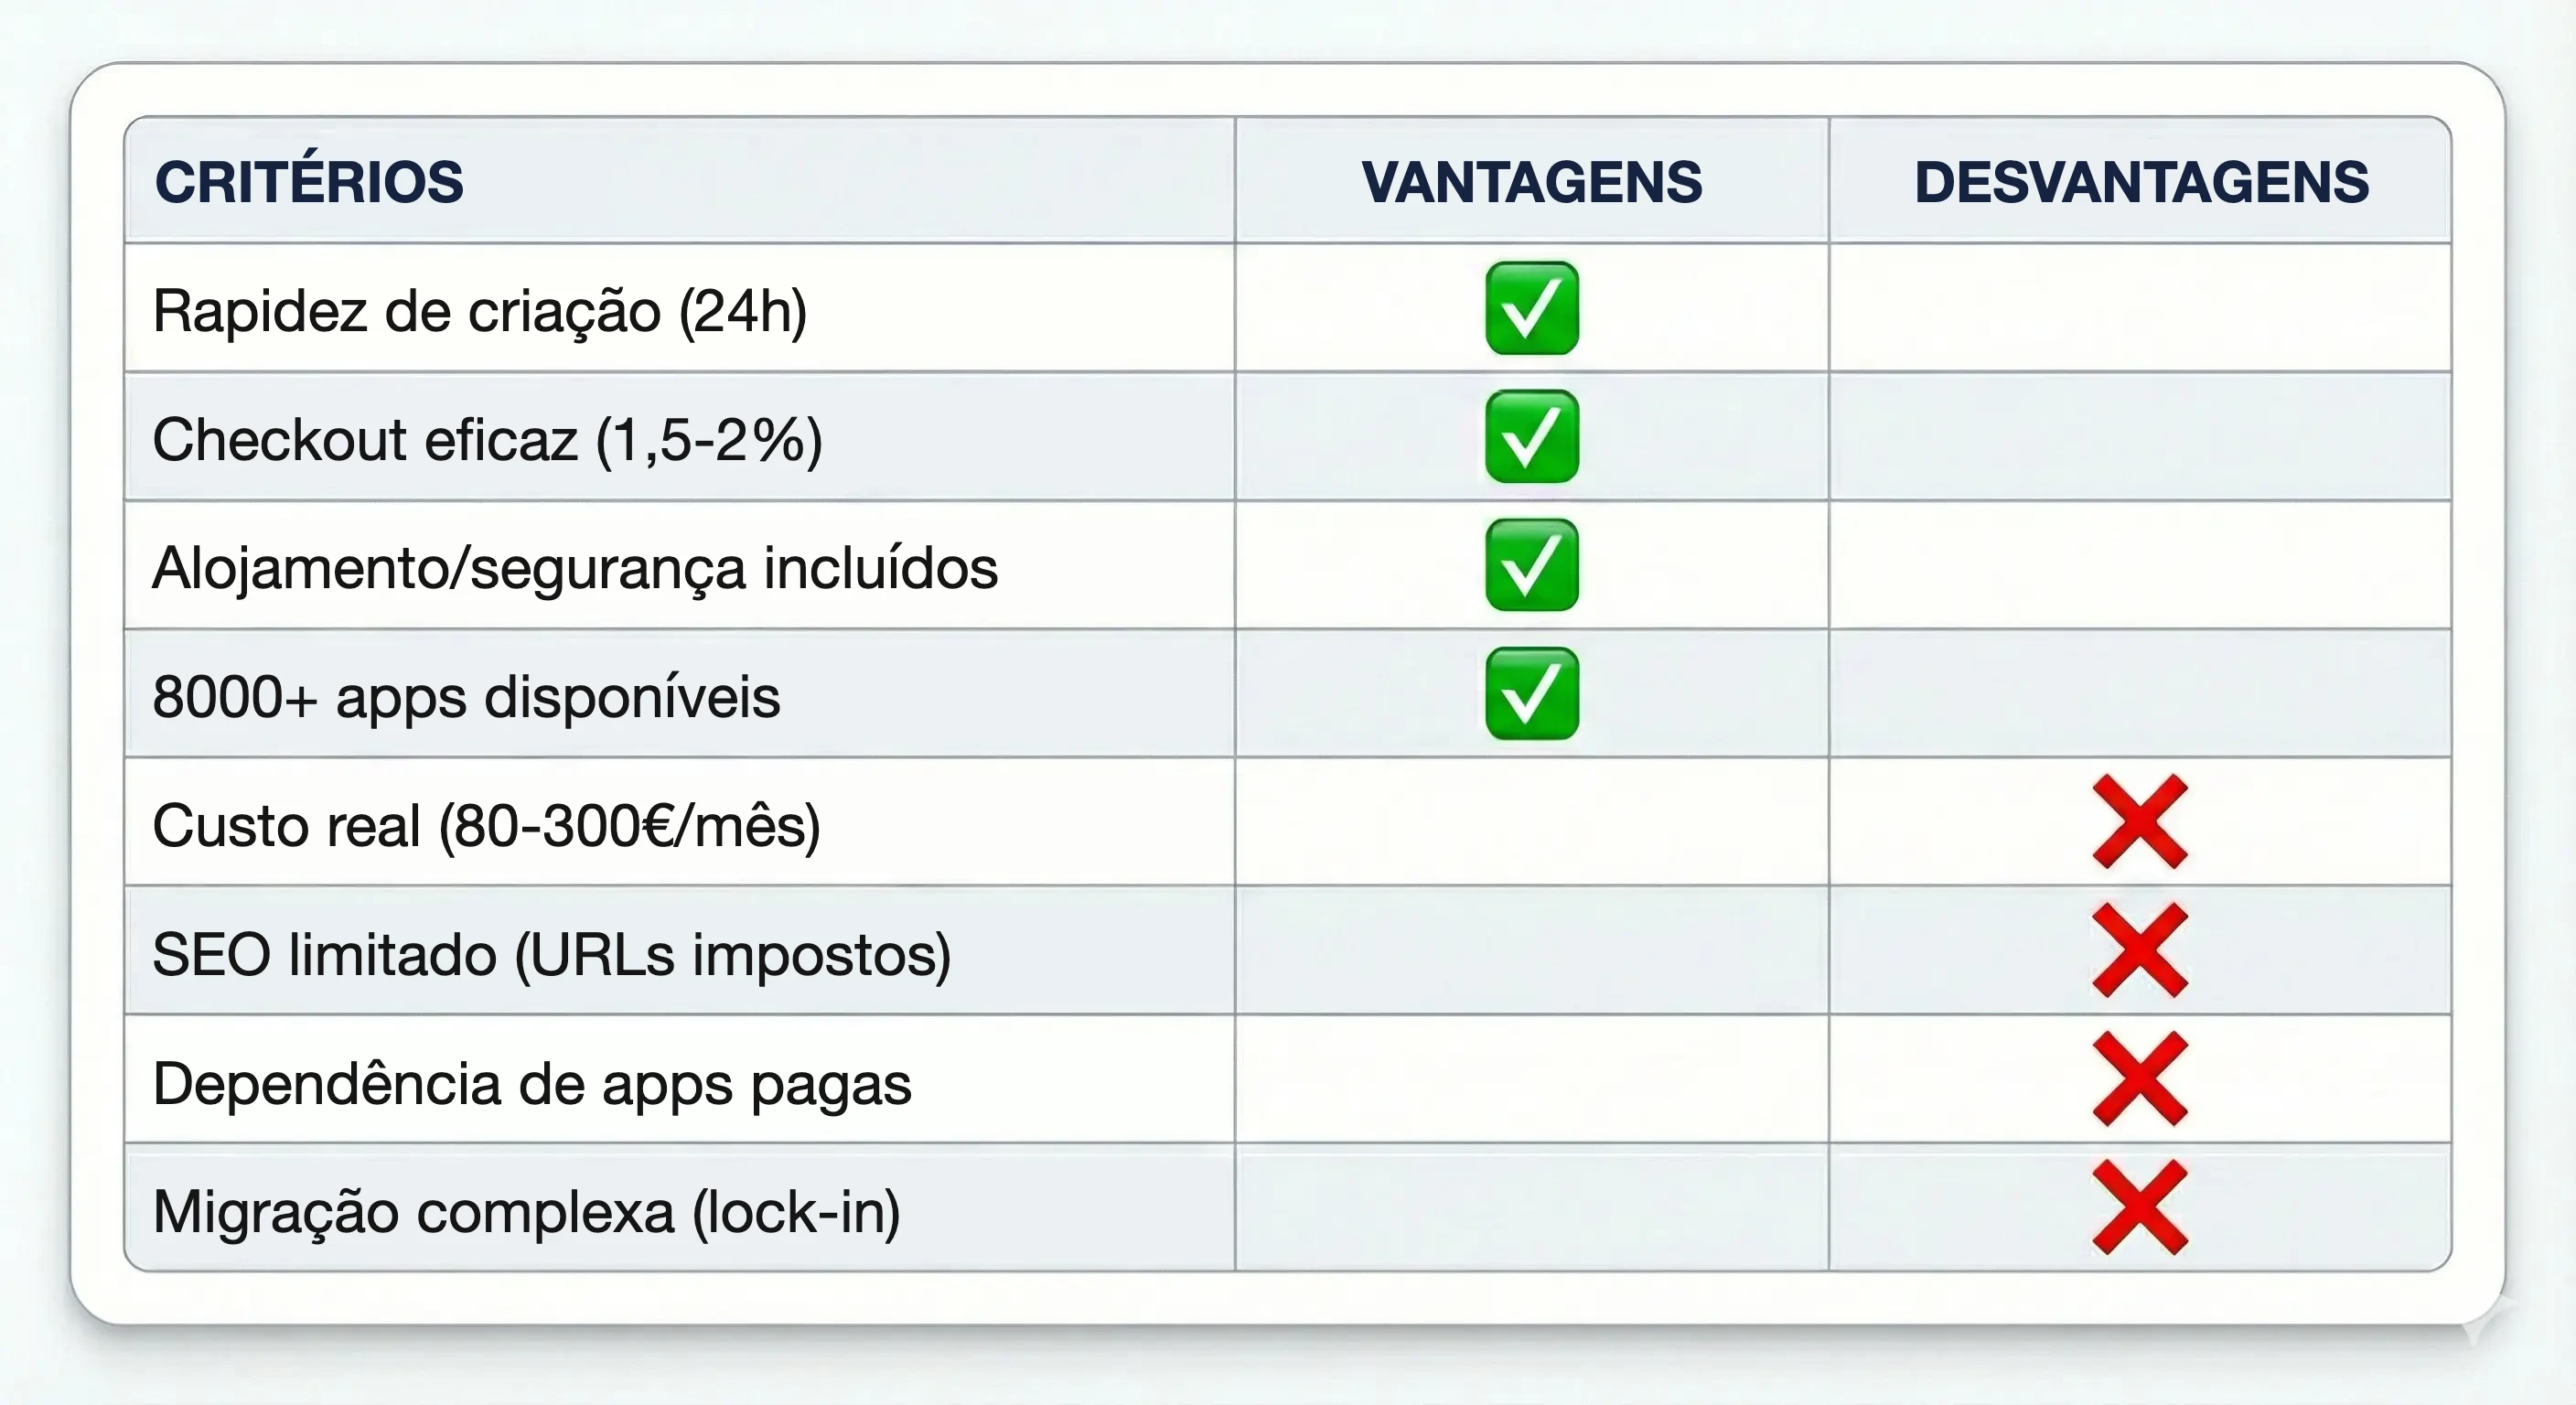 CRITÉRIOS VANTAGENS DESVANTAGENS
Rapidez de criação (24h) ✅
Checkout eficaz (1,5-2%) ✅
Alojamento/segurança incluídos ✅
8000+ apps disponíveis ✅
Custo real (80-300€/mês) ❌
SEO limitado (URLs impostos) ❌
Dependência de apps pagas ❌
Migração complexa (lock-in) ❌